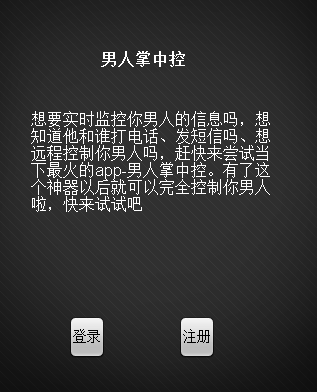 男人掌中控
想要实时监控你男人的信息吗，想
知道他和谁打电话、发短信吗、想
远程控制你男人吗，赶快来尝试当
下最火的app-男人掌中控。有了这
个神器以后就可以完全控制你男人
啦，快来试试吧
登录 注册